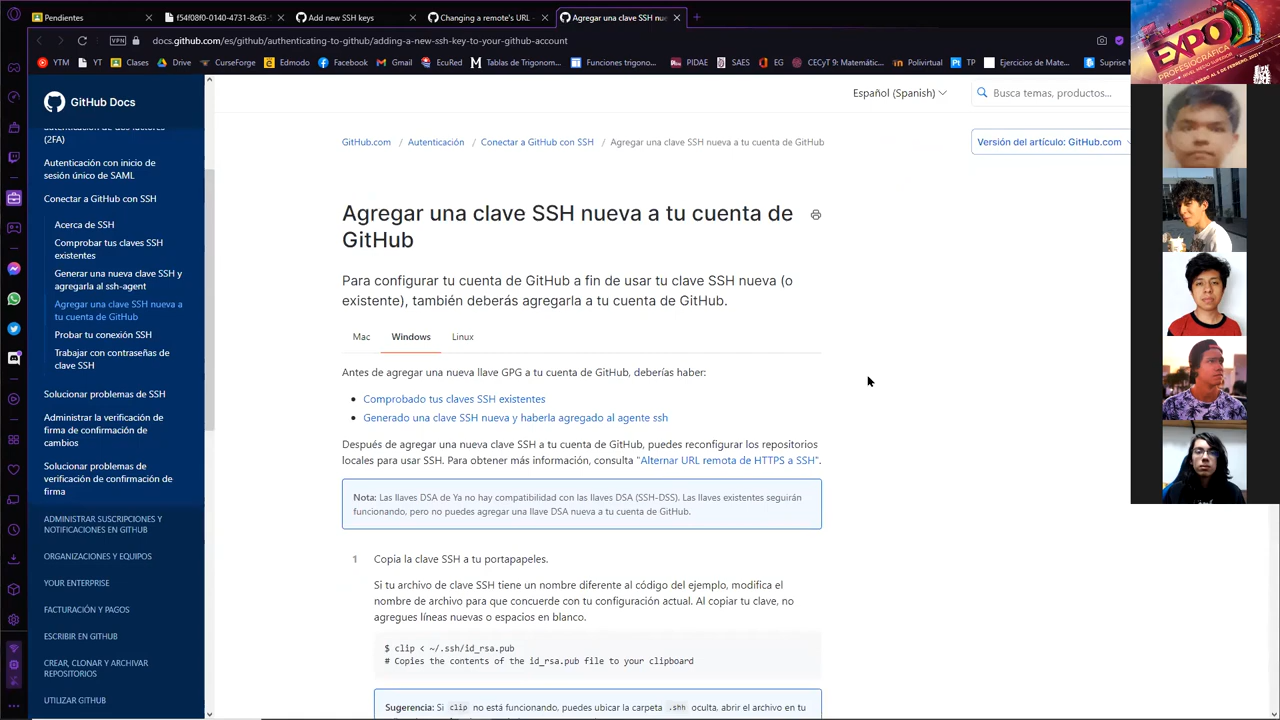 Pendientes
f54f08f0-0140-4731-8c63-
Add new SSH keys
Changing a remote's URL -
Agregar una clave SSH nue
VPN
docs.github.com/es/github/authenticating-to-github/adding-a-new-ssh-key-to-your-github-account
YTM
YT
Clases
Drive
CurseForge
Edmodo
Facebook
Gmail
EcuRed
Tablas de Trigonom...
Funciones trigono...
PIDAE
SAES
EG
CECyT 9: Matemátic...
Polivirtual
TP
Ejercicios de Mate...
Suprise M
EXPO
PROFESIOGRÁFICA
GitHub Docs
Español (Spanish)
Busca temas, productos...
autenticación de dos factores
(2FA)
Autenticación con inicio de
sesión único de SAML
Conectar a GitHub con SSH
Acerca de SSH
Comprobar tus claves SSH
existentes
Generar una nueva clave SSH y
agregarla al ssh-agent
Agregar una clave SSH nueva a
tu cuenta de GitHub
Probar tu conexión SSH
Trabajar con contraseñas de
clave SSH
Solucionar problemas de SSH
Administrar la verificación de
firma de confirmación de
cambios
Solucionar problemas de
verificación de confirmación de
firma
ADMINISTRAR SUSCRIPCIONES Y
NOTIFICACIONES EN GITHUB
ORGANIZACIONES Y EQUIPOS
YOUR ENTERPRISE
FACTURACIÓN Y PAGOS
ESCRIBIR EN GITHUB
CREAR, CLONAR Y ARCHIVAR
REPOSITORIOS
UTILIZAR GITHUB
GitHub.com / Autenticación / Conectar a GitHub con SSH / Agregar una clave SSH nueva a tu cuenta de GitHub
Versión del artículo: GitHub.com
Agregar una clave SSH nueva a tu cuenta de
GitHub
Para configurar tu cuenta de GitHub a fin de usar tu clave SSH nueva (o
existente), también deberás agregarla a tu cuenta de GitHub.
Mac
Windows
Linux
Antes de agregar una nueva llave GPG a tu cuenta de GitHub, deberías haber:
Comprobado tus claves SSH existentes
Generado una clave SSH nueva y haberla agregado al agente ssh
Después de agregar una nueva clave SSH a tu cuenta de GitHub, puedes reconfigurar los repositorios
locales para usar SSH. Para obtener más información, consulta "Alternar URL remota de HTTPS a SSH".
Nota: Las llaves DSA de Ya no hay compatibilidad con las llaves DSA (SSH-DSS). Las llaves existentes seguirán
funcionando, pero no puedes agregar una llave DSA nueva a tu cuenta de GitHub.
1 Copia la clave SSH a tu portapapeles.
Si tu archivo de clave SSH tiene un nombre diferente al código del ejemplo, modifica el
nombre de archivo para que concuerde con tu configuración actual. Al copiar tu clave, no
agregues líneas nuevas o espacios en blanco.
$ clip < ~/.ssh/id_rsa.pub
# Copies the contents of the id_rsa.pub file to your clipboard
Sugerencia: Si clip no está funcionando, puedes ubicar la carpeta .shh oculta, abrir el archivo en tu